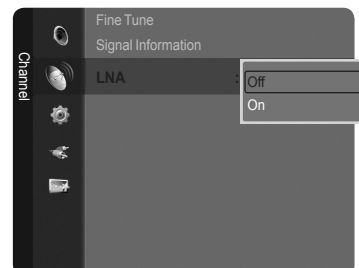 Channel
Fine Tune
Signal Information
LNA : Off
On